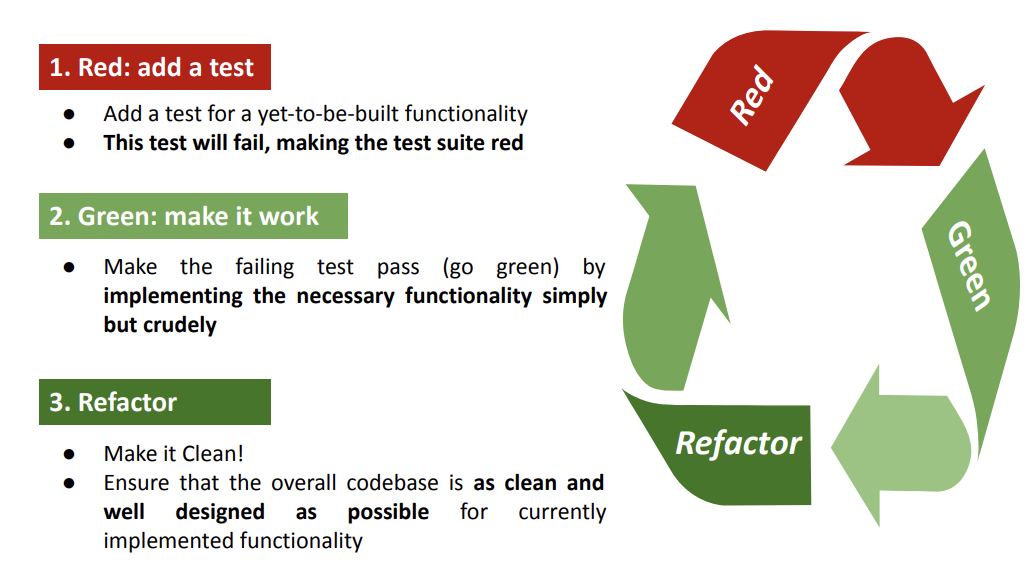 1. Red: add a test
● Add a test for a yet-to-be-built functionality
● This test will fail, making the test suite red
2. Green: make it work
● Make the failing test pass (go green) by
implementing the necessary functionality simply
but crudely
3. Refactor
● Make it Clean!
● Ensure that the overall codebase is as clean and
well designed as possible for currently
implemented functionality
Red
Green
Refactor